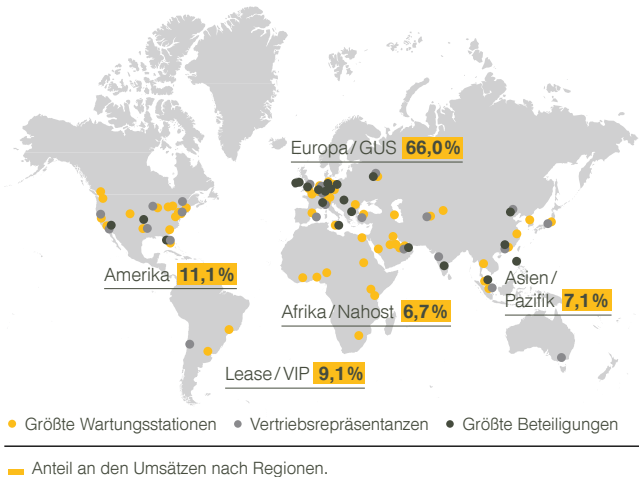 Europa/GUS 66,0%
Amerika 11,1%
Asien/
Pazifik 7,1%
Afrika/Nahost 6,7%
Lease/VIP 9,1%
Größte Wartungsstationen Vertriebsrepräsentanzen Größte Beteiligungen
Anteil an den Umsätzen nach Regionen.